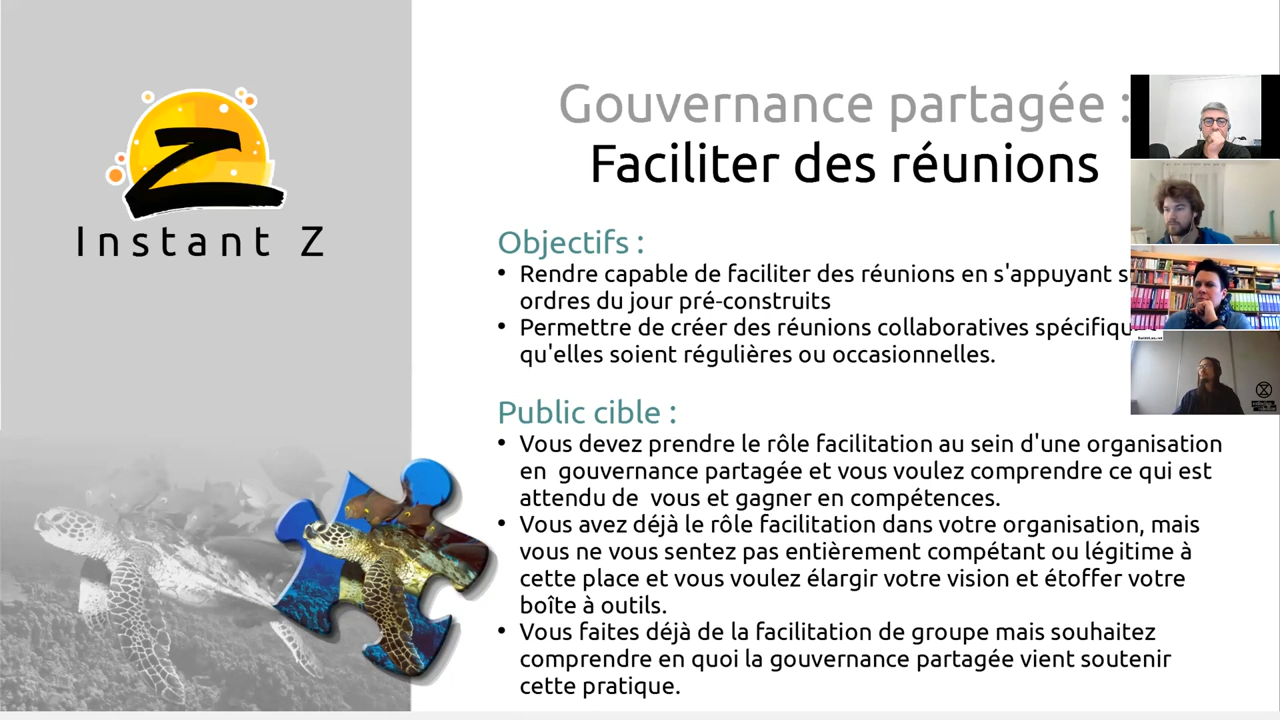 Instant Z
Gouvernance partagée :
Faciliter des réunions
Objectifs :
• Rendre capable de faciliter des réunions en s'appuyant
ordres du jour pré-construits
• Permettre de créer des réunions collaboratives
qu'elles soient régulières ou occasionnelles.
Public cible :
• Vous devez prendre le rôle facilitation au sein d'une organisation
en gouvernance partagée et vous voulez comprendre ce qui est
attendu de vous et gagner en compétences.
• Vous avez déjà le rôle facilitation dans votre organisation, mais
vous ne vous sentez pas entièrement compétant ou légitime à
cette place et vous voulez élargir votre vision et étoffer votre
boîte à outils.
• Vous faites déjà de la facilitation de groupe mais souhaitez
comprendre en quoi la gouvernance partagée vient soutenir
cette pratique.